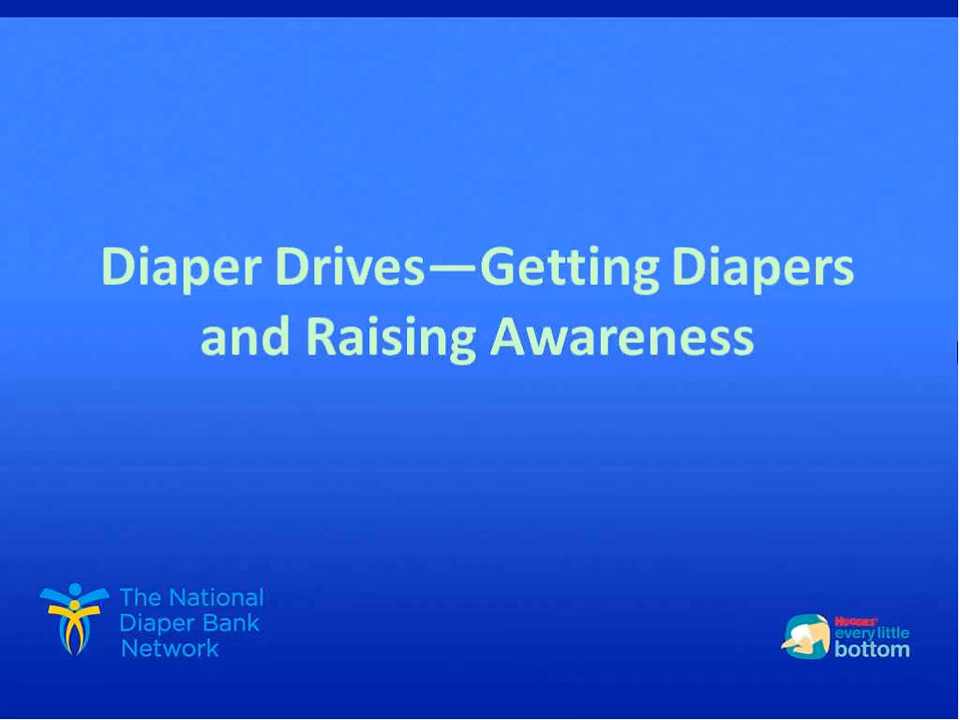 Diaper Drives—Getting Diapers
and Raising Awareness
The National
Diaper Bank
Network
HUGGIES®
every little
bottom